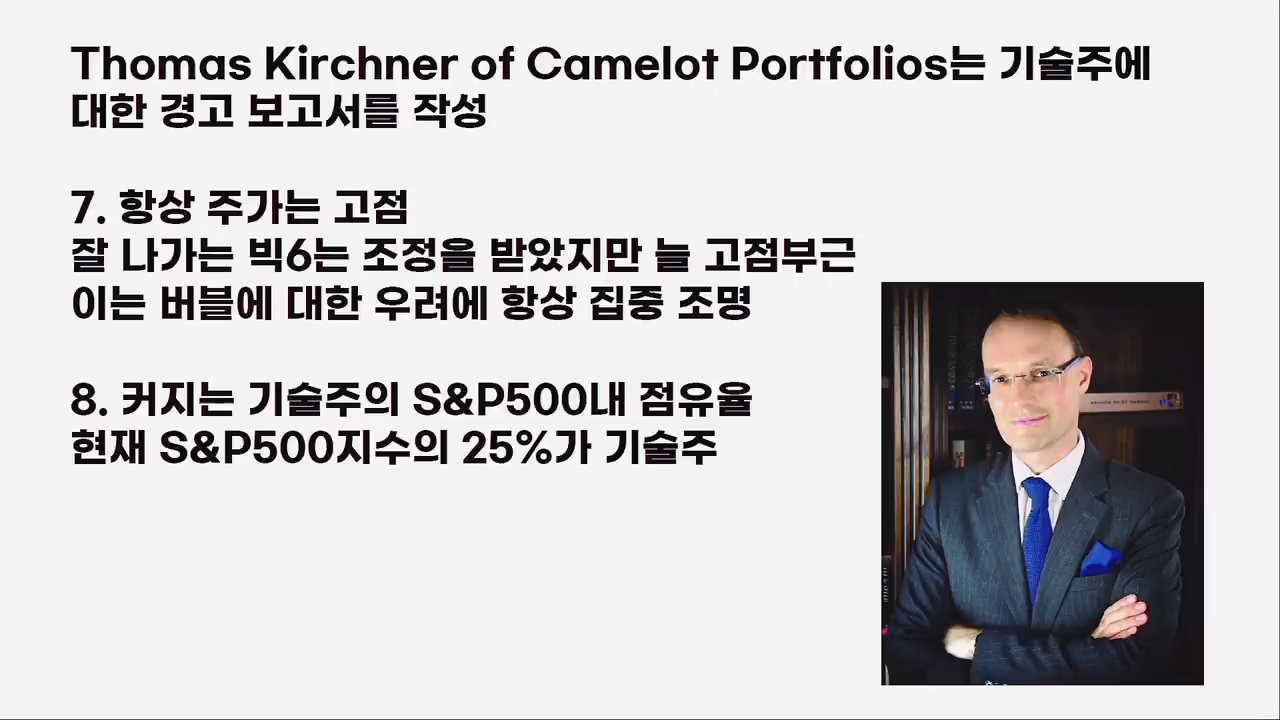 Thomas Kirchner of Camelot Portfolios는 기술주에
대한 경고 보고서를 작성
7. 항상 주가는 고점
잘 나가는 빅6는 조정을 받았지만 늘 고점부근
이는 버블에 대한 우려에 항상 집중 조명
8. 커지는 기술주의 S&P500내 점유율
현재 S&P500지수의 25%가 기술주